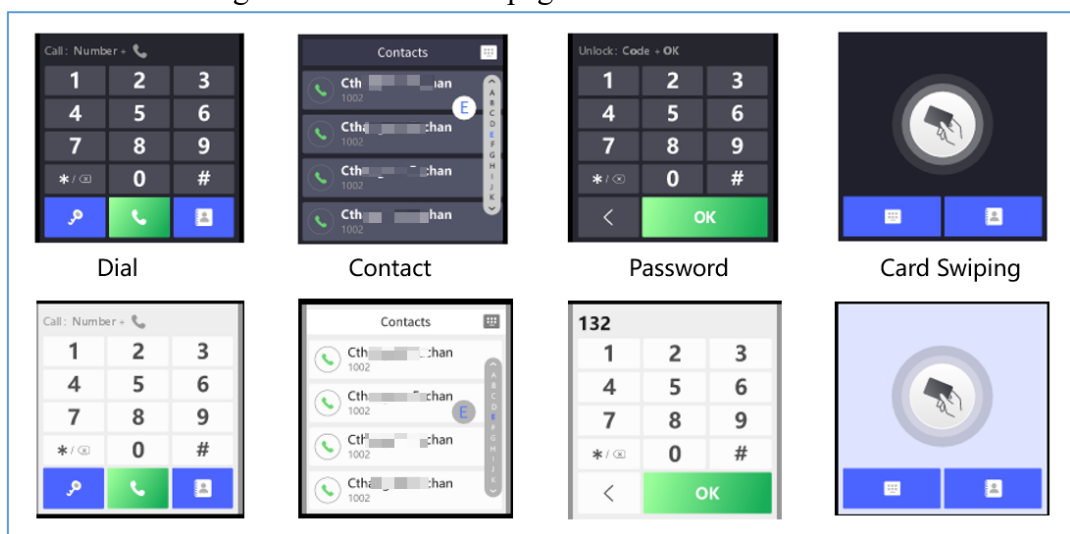 Call: Number +
1 2 3
4 5 6
7 8 9
* / 0 #
Contacts
1002
E
1002
1002
1002
A
B
C
D
E
F
G
H
I
J
K
Unlock: Code + OK
1 2 3
4 5 6
7 8 9
* / 0 #
< OK
Dial
Contact
Password
Card Swiping
Call: Number +
1 2 3
4 5 6
7 8 9
* / 0 #
Contacts
1002
1002
E
1002
1002
A
B
C
D
E
F
G
H
I
J
K
132
1 2 3
4 5 6
7 8 9
* / 0 #
< OK